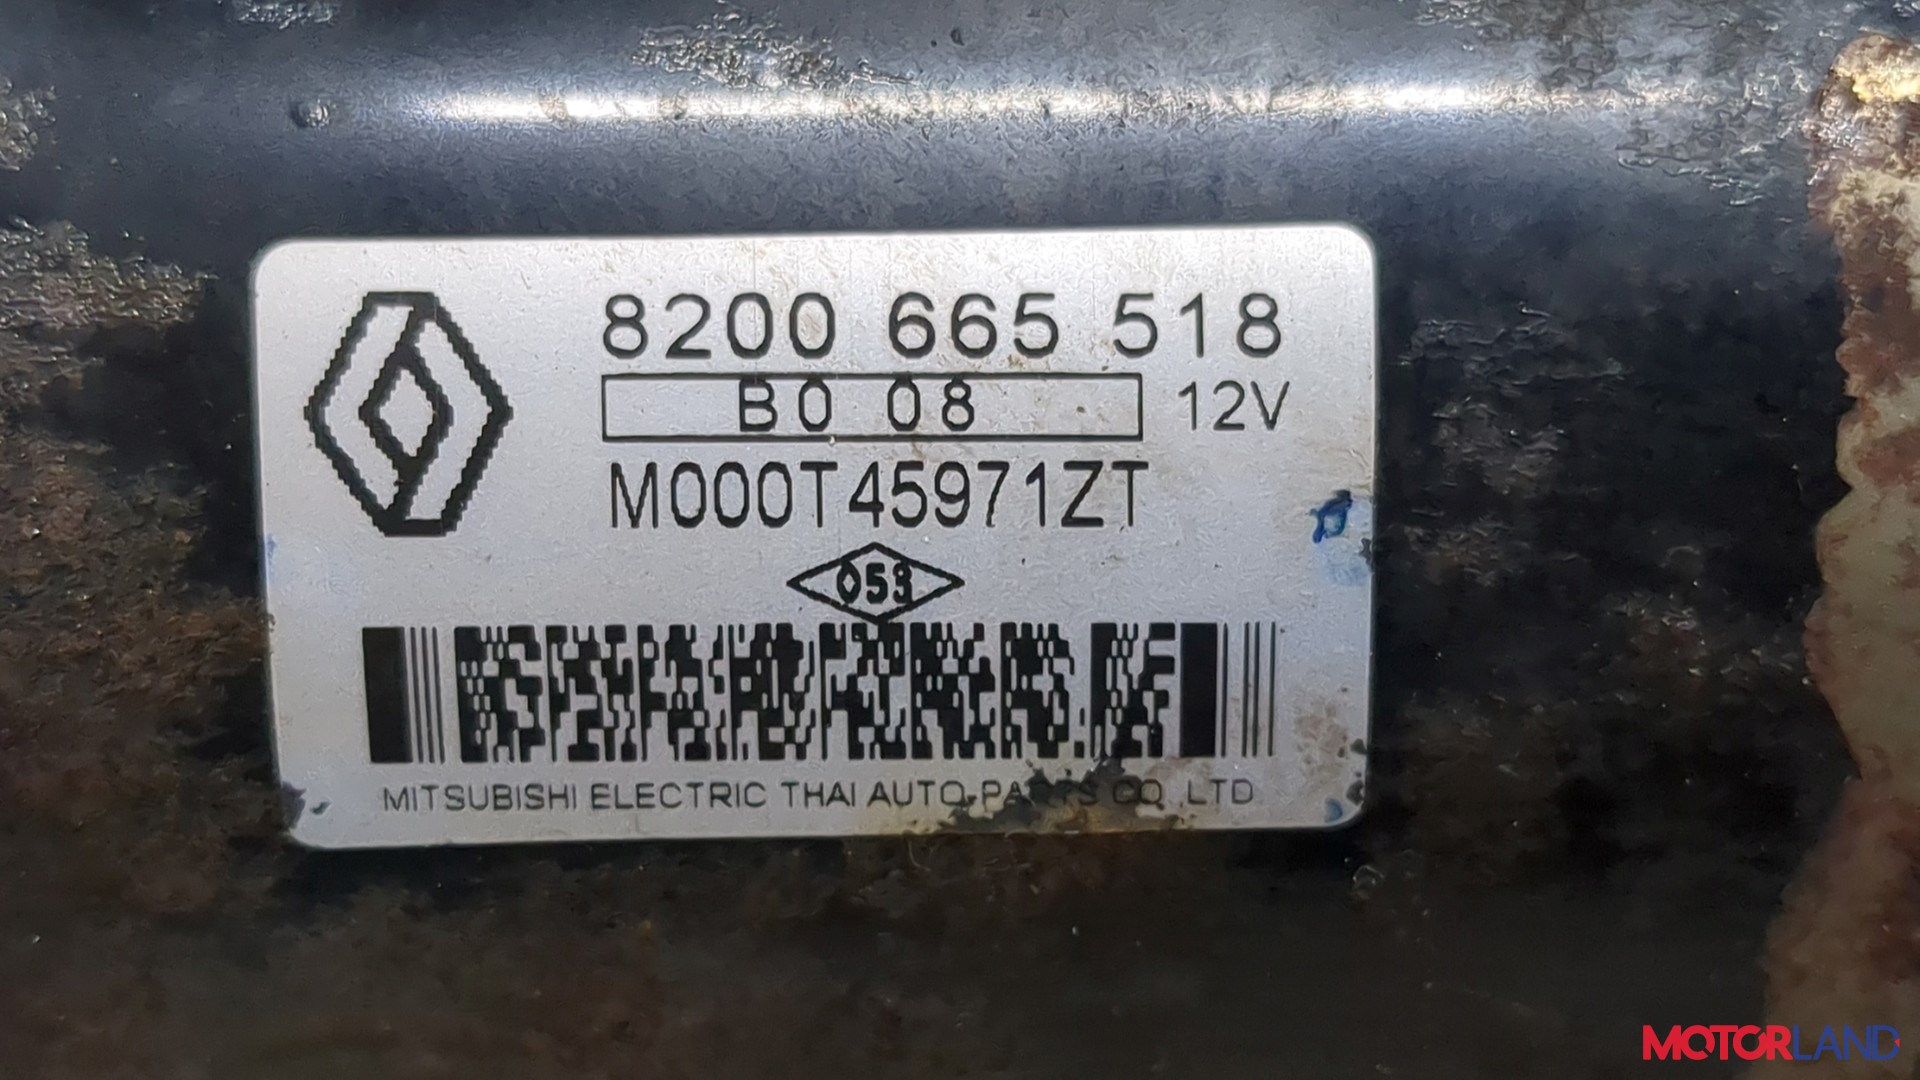 8200 665 518
B0 08 12V
M000T45971ZT
053
MITSUBISHI ELECTRIC THAI AUTO PARTS CO.,LTD
MOTORLAND